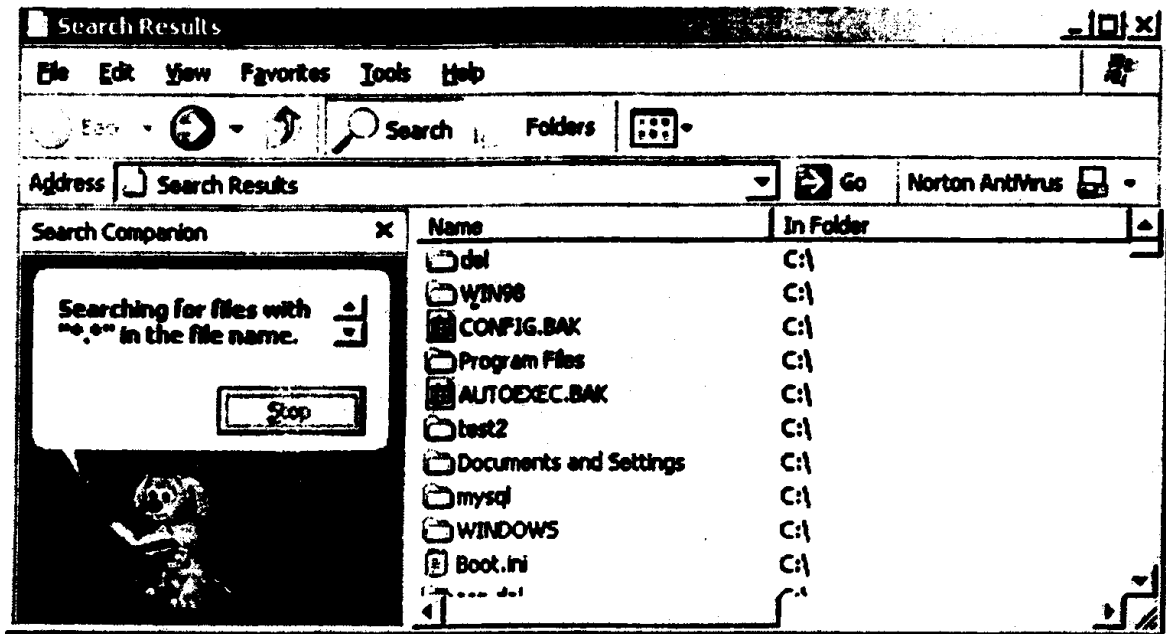 Search Results
File Edit View Favorites Tools Help
Back Search Folders
Address Search Results Go Norton AntiVirus
Search Companion
Searching for files with
"*.*" in the file name.
Stop
Name In Folder
del C:\
WIN98 C:\
CONFIG.BAK C:\
Program Files C:\
AUTOEXEC.BAK C:\
test2 C:\
Documents and Settings C:\
mysql C:\
WINDOWS C:\
Boot.ini C:\